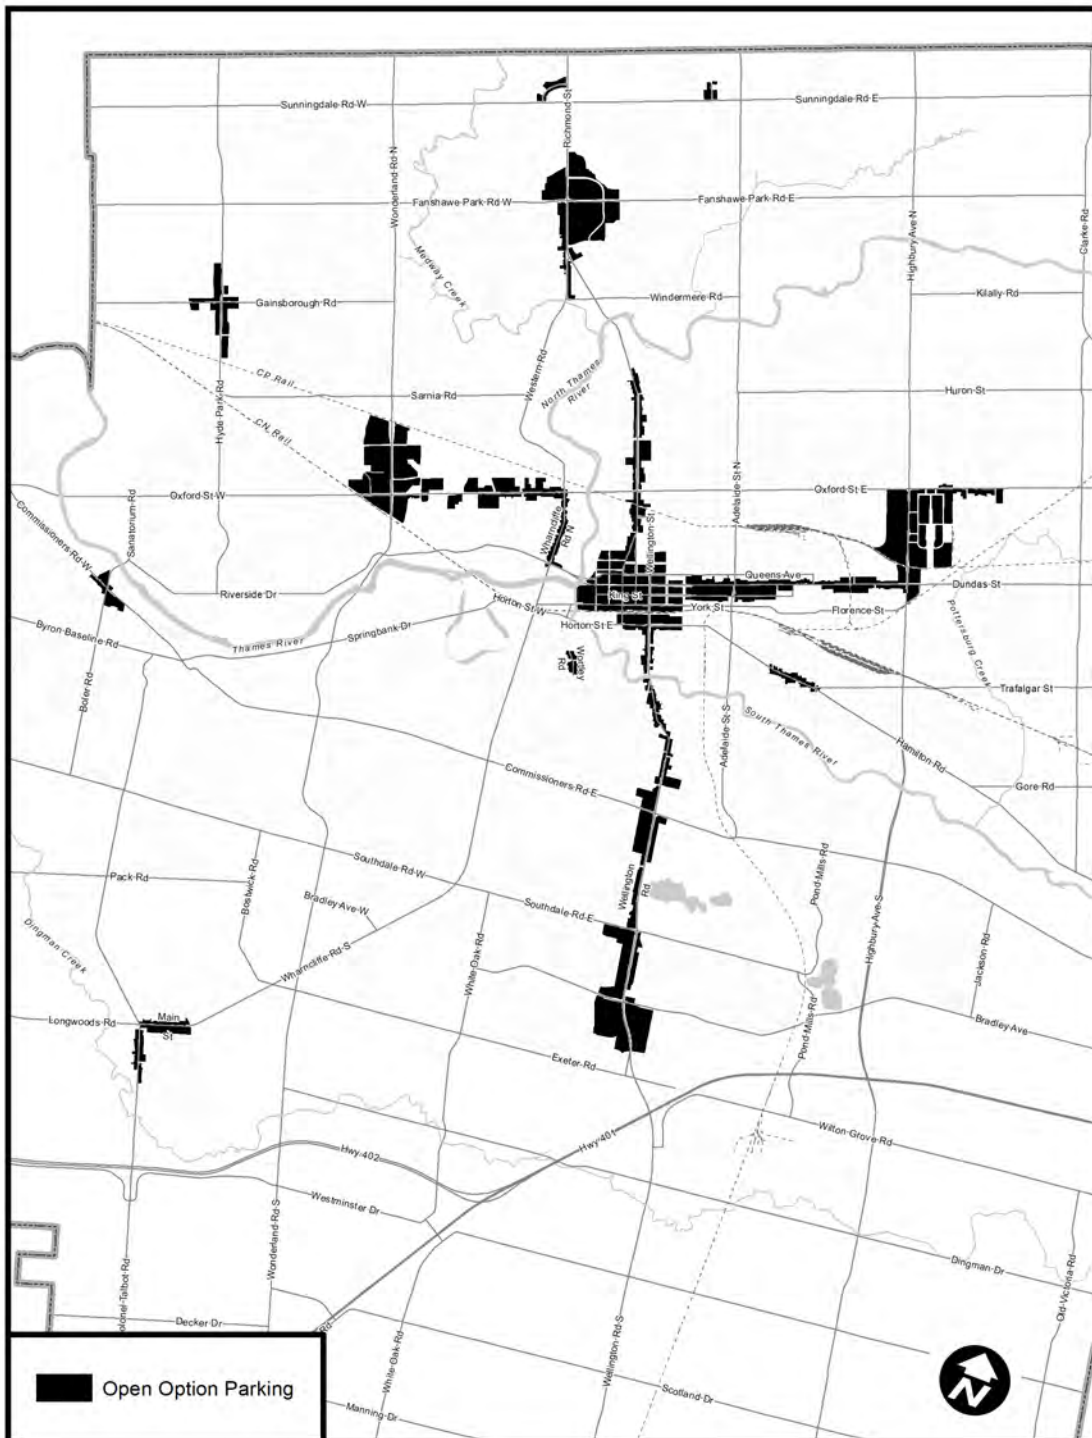 Sunningdale Rd W
Sunningdale Rd E
Richmond St
Wonderland Rd N
Fanshawe Park Rd W
Fanshawe Park Rd E
Highbury Ave N
Clarke Rd
Medway Creek
Gainsborough Rd
Windermere Rd
Kilally Rd
CP Rail
Western Rd
North Thames
River
Hyde Park Rd
Sarnia Rd
Huron St
CN Rail
Oxford St W
Oxford St E
Adelaide St N
Commissioners Rd W
Sanatorium Rd
Wharncliffe
Rd N
Wellington St
Queens Ave
Dundas St
Riverside Dr
King St
Horton St W
York St
Florence St
Byron Baseline Rd
Springbank Dr
Thames River
Horton St E
Pottersburg Creek
Wortley
Rd
Boler Rd
Trafalgar St
Adelaide St S
South Thames River
Hamilton Rd
Commissioners Rd E
Gore Rd
Southdale Rd W
Pack Rd
Bostwick Rd
Bradley Ave W
Wellington
Rd
Pond Mills Rd
Southdale Rd E
Highbury Ave S
Dingman Creek
Wharncliffe Rd S
White Oak Rd
Jackson Rd
Longwoods Rd
Main
St
Bradley Ave
Pond Mills Rd
Exeter Rd
Wilton Grove Rd
Hwy 401
Hwy 402
Westminster Dr
Wonderland Rd S
Dingman Dr
Old Victoria Rd
olonel Talbot Rd
Decker Dr
Rd
White Oak Rd
Wellington Rd S
Scotland Dr
Manning Dr
Open Option Parking
N